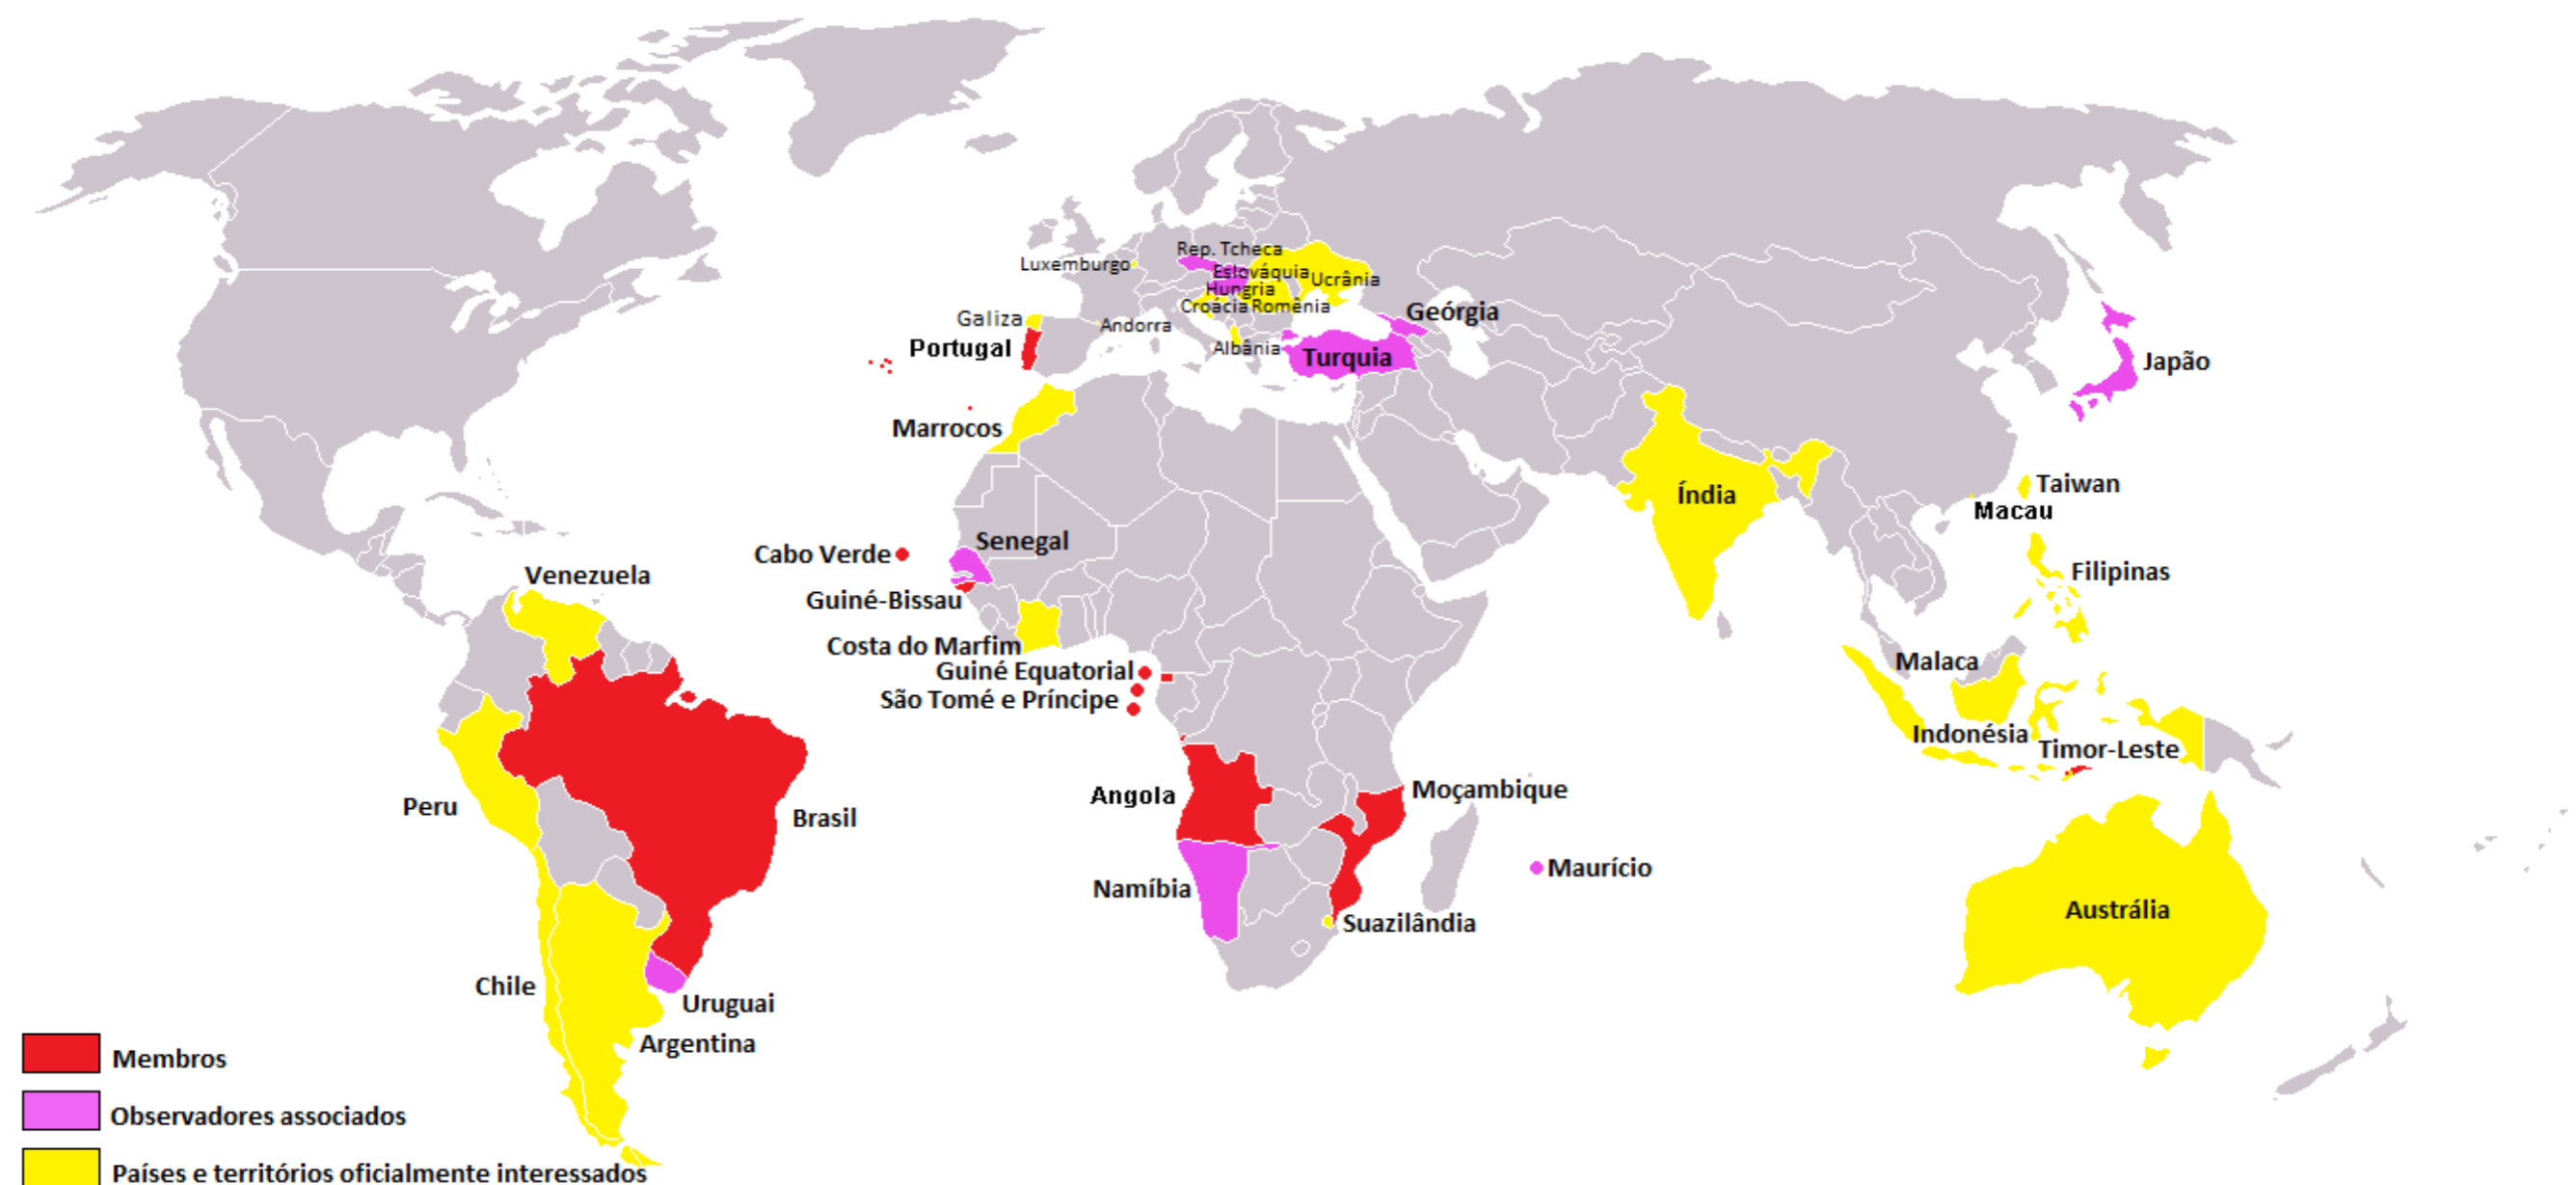 Rep. Tcheca
Luxemburgo
Eslováquia
Ucrânia
Hungria
Croácia
Romênia
Geórgia
Galiza
Andorra
Portugal
Albânia
Turquia
Japão
Marrocos
Índia
Taiwan
Macau
Senegal
Cabo Verde
Filipinas
Venezuela
Guiné-Bissau
Costa do Marfim
Malaca
Guiné Equatorial
São Tomé e Príncipe
Indonésia
Timor-Leste
Moçambique
Angola
Peru
Brasil
Maurício
Namíbia
Austrália
Suazilândia
Chile
Uruguai
Argentina
Membros
Observadores associados
Países e territórios oficialmente interessados